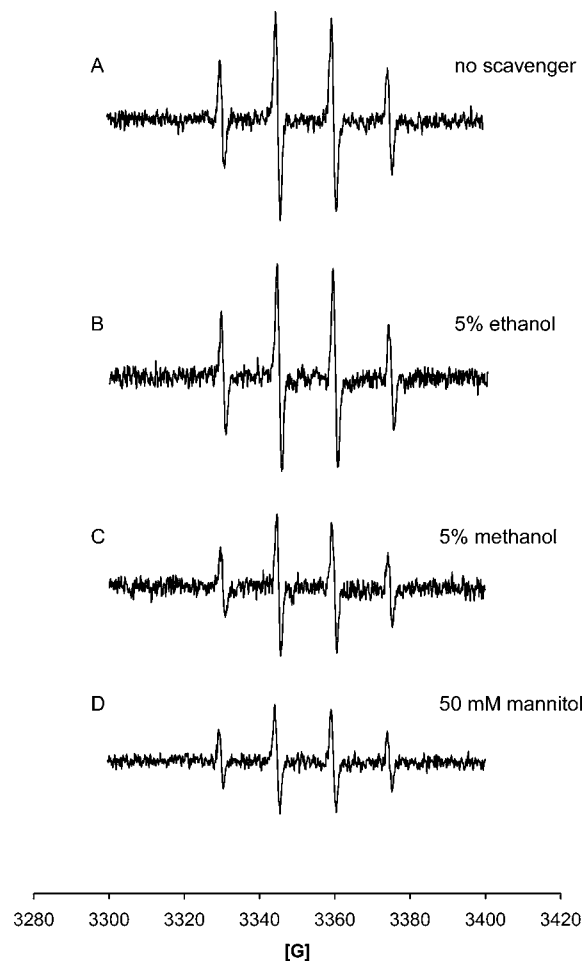 A no scavenger
B 5% ethanol
C 5% methanol
D 50 mM mannitol
3280 3300 3320 3340 3360 3380 3400 3420
[G]